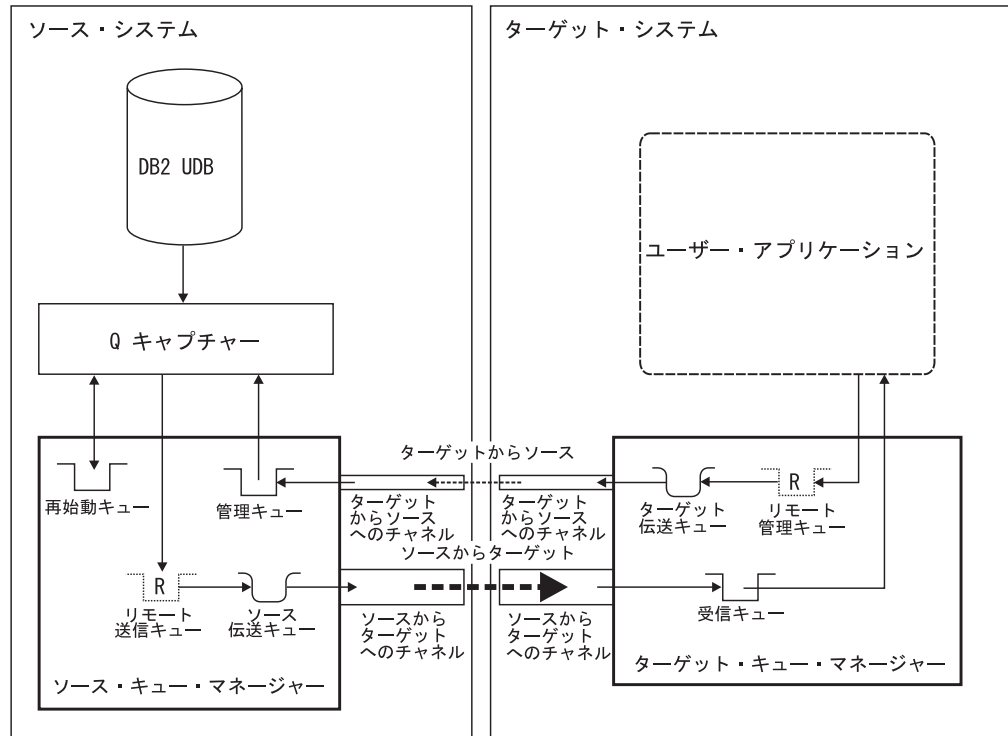 ソース・システム
ターゲット・システム
DB2 UDB
ユーザー・アプリケーション
Q キャプチャー
ターゲットからソース
再始動キュー
管理キュー
ターゲット
からソース
へのチャネル
ターゲット
からソース
へのチャネル
ターゲット
伝送キュー
R
リモート
管理キュー
ソースからターゲット
R
リモート
送信キュー
ソース
伝送キュー
ソースから
ターゲット
へのチャネル
ソースから
ターゲット
へのチャネル
受信キュー
ソース・キュー・マネージャー
ターゲット・キュー・マネージャー